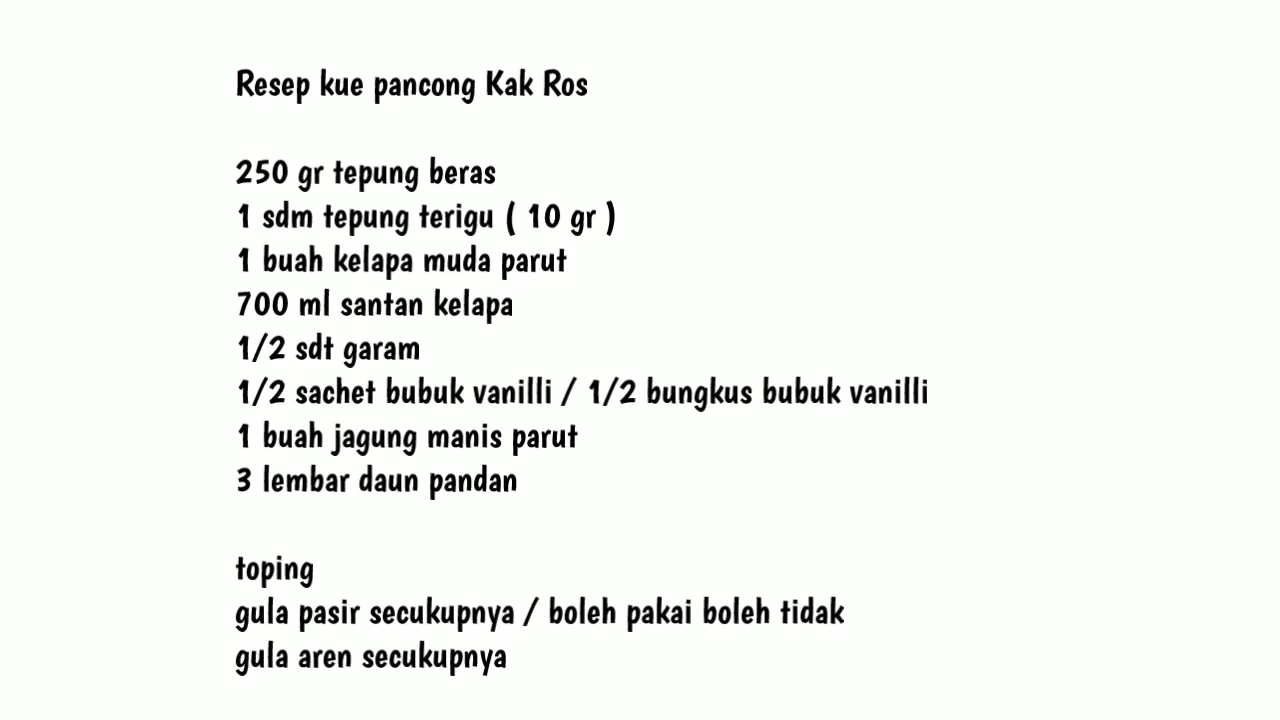 Resep kue pancong Kak Ros
250 gr tepung beras
1 sdm tepung terigu ( 10 gr )
1 buah kelapa muda parut
700 ml santan kelapa
1/2 sdt garam
1/2 sachet bubuk vanilli / 1/2 bungkus bubuk vanilli
1 buah jagung manis parut
3 lembar daun pandan
toping
gula pasir secukupnya / boleh pakai boleh tidak
gula aren secukupnya